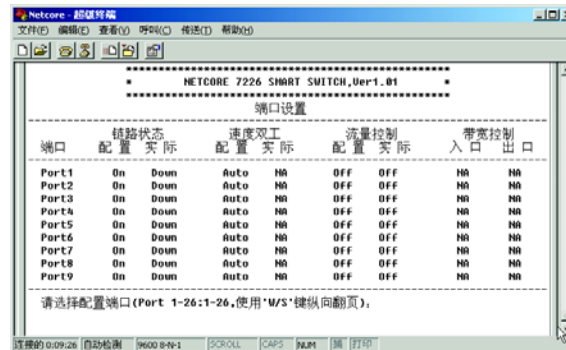 Netcore - 超级终端
文件(F) 编辑(E) 查看(V) 呼叫(C) 传送(T) 帮助(H)
*************************************************
* NETCORE 7226 SMART SWITCH,Ver1.01 *
*************************************************
端口设置
链路状态 速度双工 流量控制 带宽控制
端口 配 置 实 际 配 置 实 际 配 置 实 际 入 口 出 口
Port1 On Down Auto NA Off Off NA NA
Port2 On Down Auto NA Off Off NA NA
Port3 On Down Auto NA Off Off NA NA
Port4 On Down Auto NA Off Off NA NA
Port5 On Down Auto NA Off Off NA NA
Port6 On Down Auto NA Off Off NA NA
Port7 On Down Auto NA Off Off NA NA
Port8 On Down Auto NA Off Off NA NA
Port9 On Down Auto NA Off Off NA NA
请选择配置端口(Port 1-26:1-26,使用'W/S'键纵向翻页):
连接的 0:09:26 自动检测 9600 8-N-1 SCROLL CAPS NUM 捕 打印